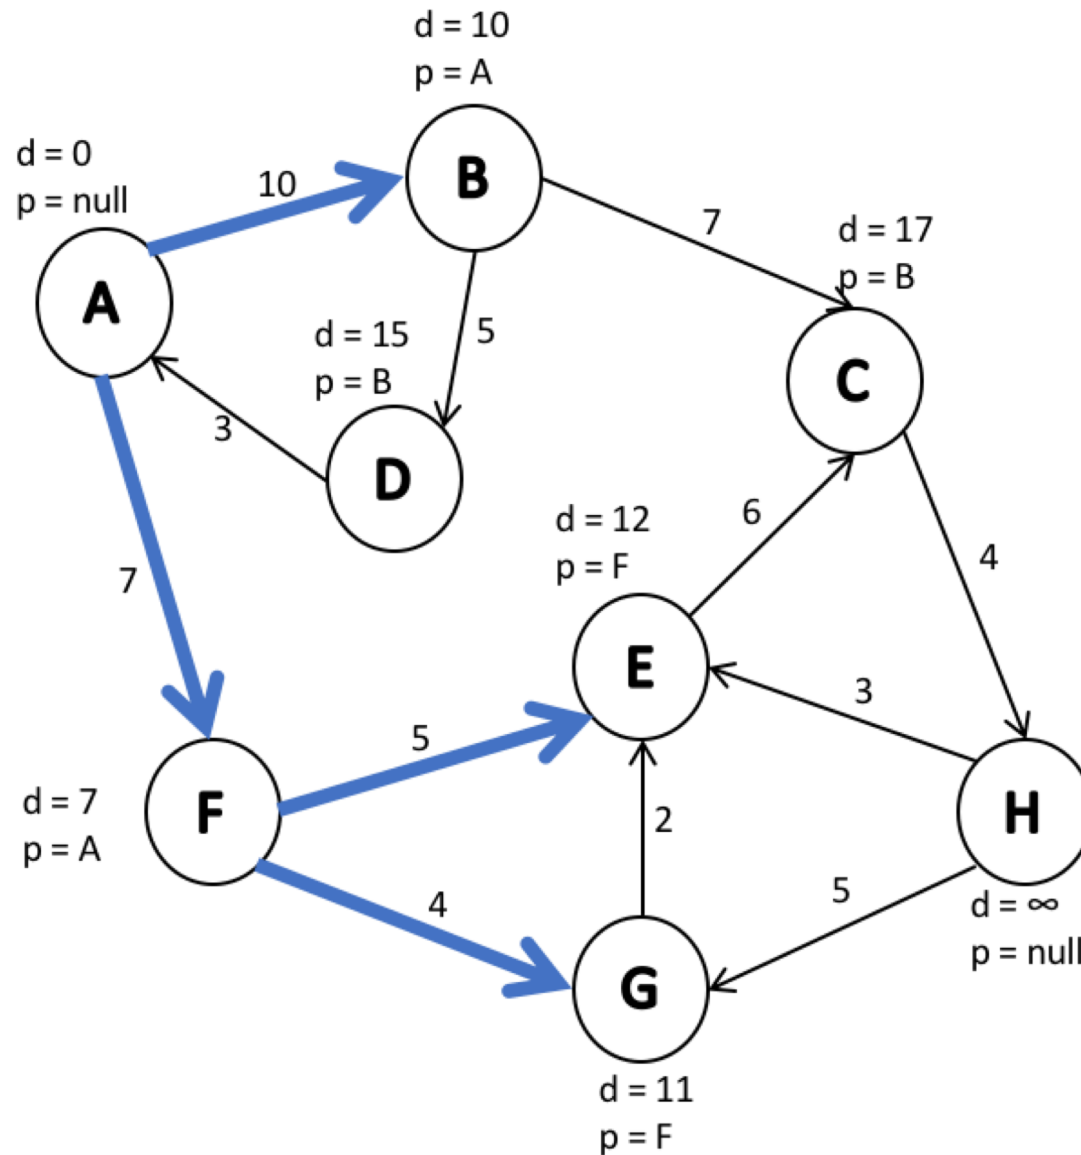 d = 10
p = A
B
d = 0
p = null
10
A
7
d = 17
p = B
C
5
d = 15
p = B
3
D
6
4
d = 12
p = F
E
7
3
5
d = 7
p = A
F
2
H
4
5
d = ∞
p = null
G
d = 11
p = F